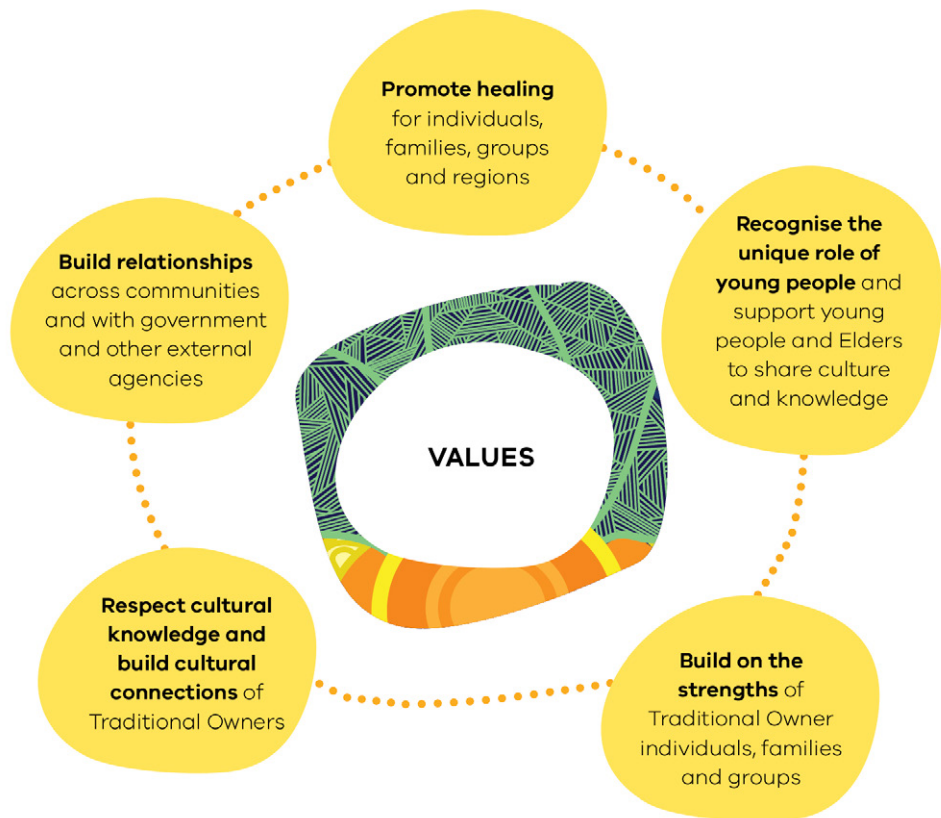 Promote healing
for individuals,
families, groups
and regions
Recognise the
unique role of
young people and
support young
people and Elders
to share culture
and knowledge
Build relationships
across communities
and with government
and other external
agencies
VALUES
Respect cultural
knowledge and
build cultural
connections of
Traditional Owners
Build on the
strengths of
Traditional Owner
individuals, families
and groups